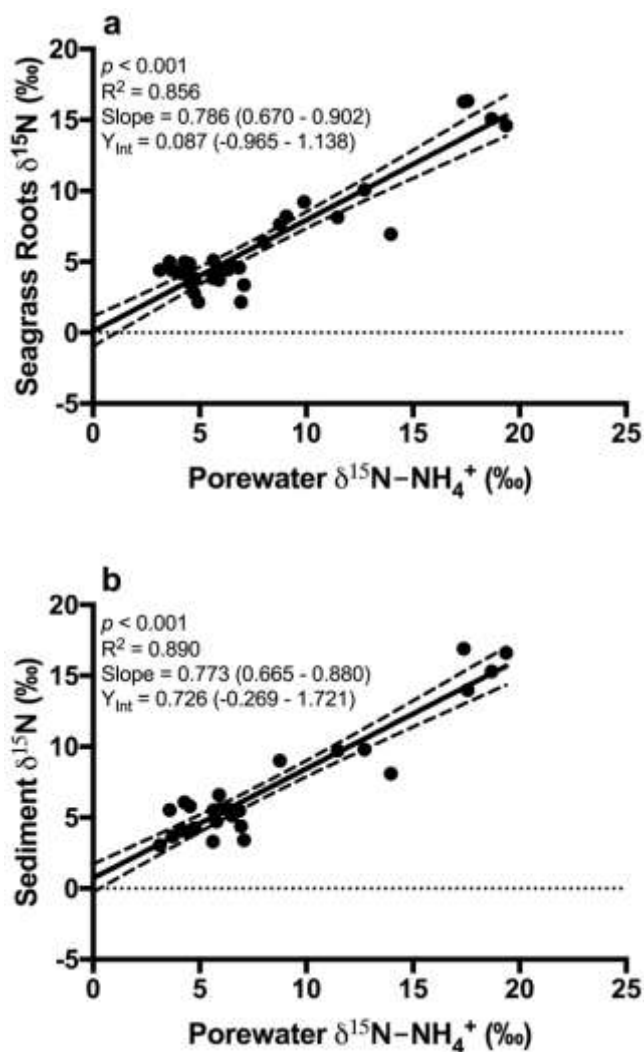 a
p < 0.001
R² = 0.856
Slope = 0.786 (0.670 - 0.902)
Y_Int = 0.087 (-0.965 - 1.138)
Seagrass Roots δ¹⁵N (‰)
20
15
10
5
0
-5
0 5 10 15 20 25
Porewater δ¹⁵N−NH₄⁺ (‰)
b
p < 0.001
R² = 0.890
Slope = 0.773 (0.665 - 0.880)
Y_Int = 0.726 (-0.269 - 1.721)
Sediment δ¹⁵N (‰)
20
15
10
5
0
-5
0 5 10 15 20 25
Porewater δ¹⁵N−NH₄⁺ (‰)